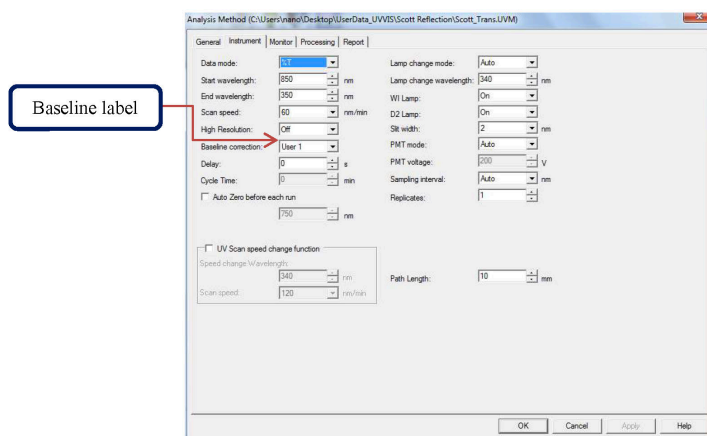 Analysis Method (C:\Users\nano\Desktop\UserData_UVVIS\Scott Reflection\Scott_Trans.UVM)
General Instrument Monitor Processing Report
Data mode: %T
Start wavelength: 850 nm
End wavelength: 350 nm
Scan speed: 60 nm/min
High Resolution: Off
Baseline correction: User 1
Delay: 0 s
Cycle Time: 0 min
Auto Zero before each run
750 nm
Lamp change mode: Auto
Lamp change wavelength: 340 nm
WI Lamp: On
D2 Lamp: On
Slit width: 2 nm
PMT mode: Auto
PMT voltage: 200 V
Sampling interval: Auto nm
Replicates: 1
Baseline label
UV Scan speed change function
Speed change Wavelength:
340 nm
Scan speed: 120 nm/min
Path Length: 10 mm
OK Cancel Apply Help